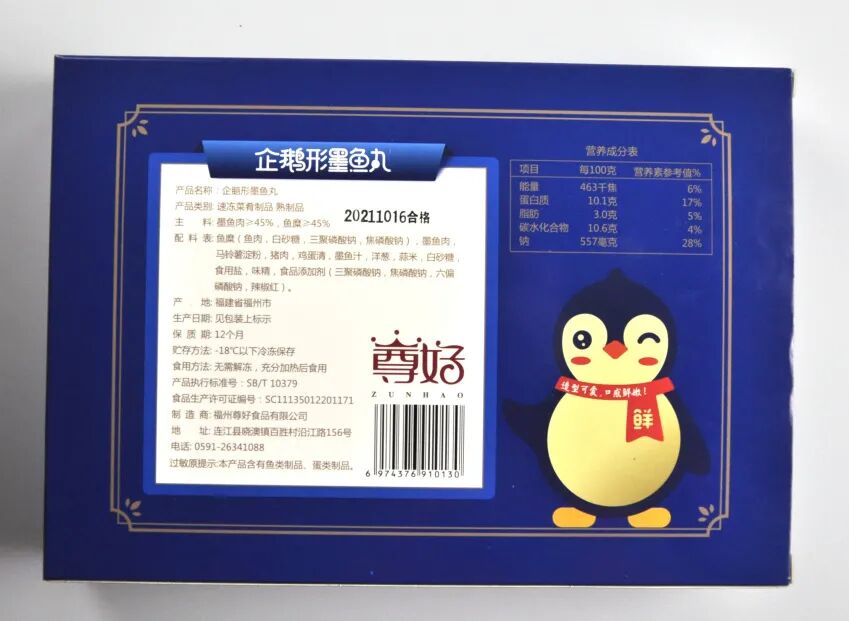 企鹅形墨鱼丸
产品名称: 企鹅形墨鱼丸
产品类别: 速冻菜肴制品 熟制品
主 料: 墨鱼肉≥45%, 鱼糜≥45%
20211016合格
配 料 表: 鱼糜 (鱼肉, 白砂糖, 三聚磷酸钠, 焦磷酸钠) , 墨鱼肉,
马铃薯淀粉, 猪肉, 鸡蛋清, 墨鱼汁, 洋葱, 蒜米, 白砂糖,
食用盐, 味精, 食品添加剂 (三聚磷酸钠, 焦磷酸钠, 六偏
磷酸钠, 辣椒红) 。
产 地: 福建省福州市
生产日期: 见包装上标示
保 质 期: 12个月
贮存方法: -18℃以下冷冻保存
食用方法: 无需解冻, 充分加热后食用
产品执行标准号: SB/T 10379
食品生产许可证编号: SC11135012201171
制 造 商: 福州尊好食品有限公司
地 址: 连江县晓澳镇百胜村沿江路156号
电话: 0591-26341088
过敏原提示:本产品含有鱼类制品、蛋类制品。
尊好
ZUNHAO
6 974376 910130
营养成分表
项目 每100克 营养素参考值%
能量 463千焦 6%
蛋白质 10.1克 17%
脂肪 3.0克 5%
碳水化合物 10.6克 4%
钠 557毫克 28%
造型可爱, 口感鲜嫩!
鲜